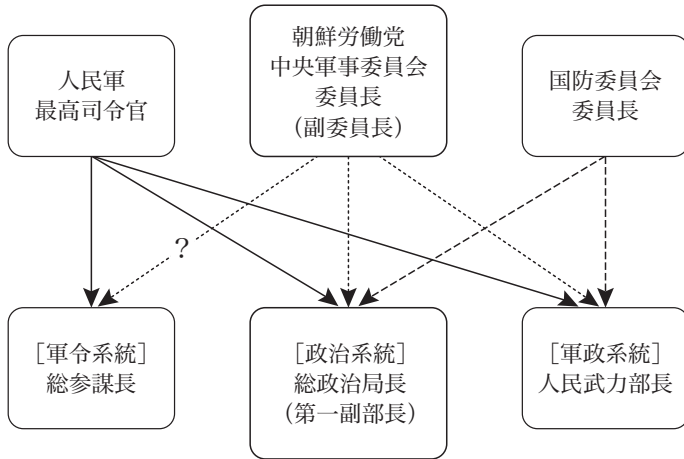 人民軍
最高司令官
朝鮮労働党
中央軍事委員会
委員長
(副委員長)
国防委員会
委員長
?
[軍令系統]
総参謀長
[政治系統]
総政治局長
(第一副部長)
[軍政系統]
人民武力部長